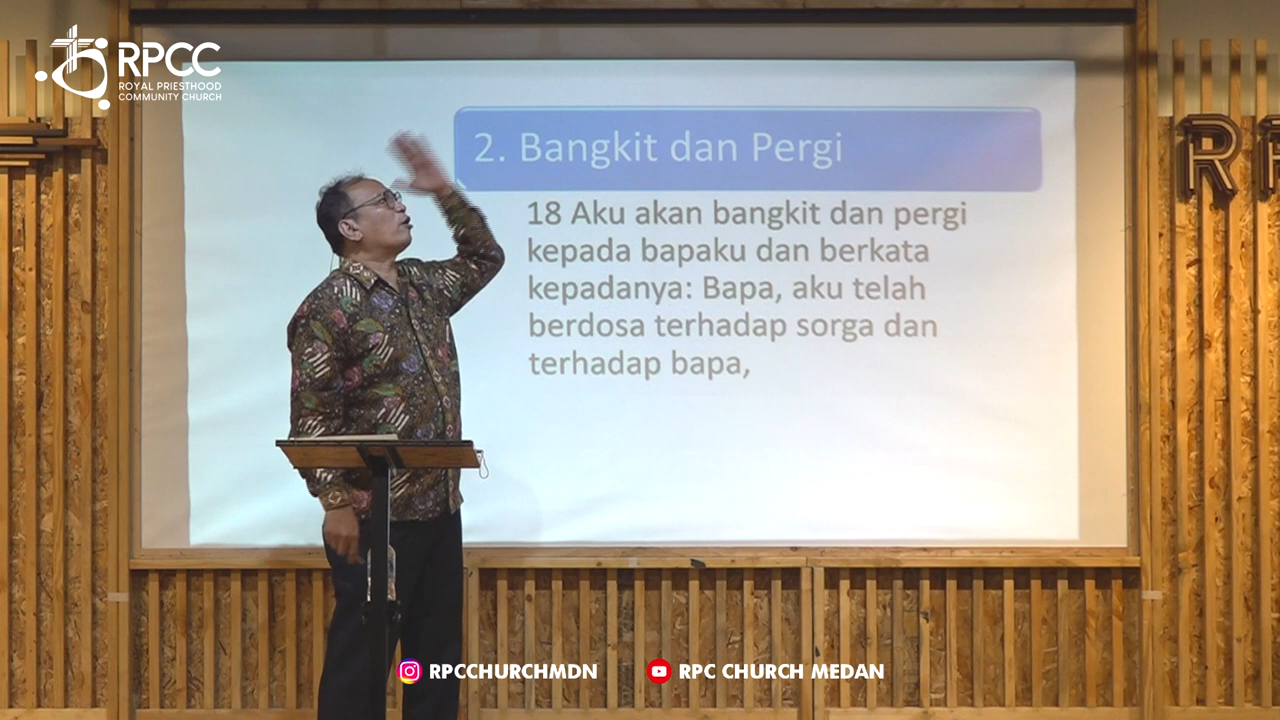 RPCC
ROYAL PRIESTHOOD
COMMUNITY CHURCH
2. Bangkit dan Pergi
18 Aku akan bangkit dan pergi
kepada bapaku dan berkata
kepadanya: Bapa, aku telah
berdosa terhadap sorga dan
terhadap bapa,
RPCCHURCHMDN
RPC CHURCH MEDAN